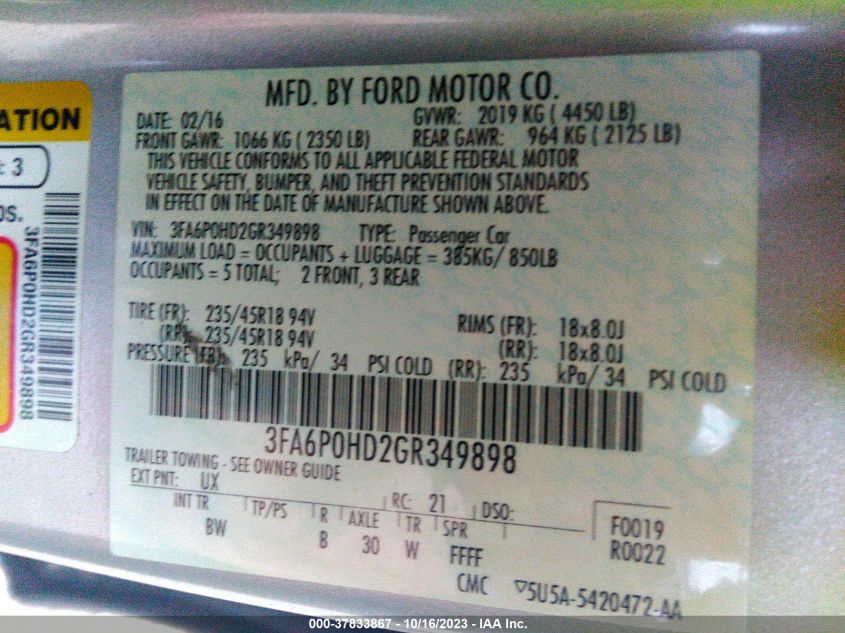 ATION
: 3
OS.
3FA6P0HD2GR349898
MFD. BY FORD MOTOR CO.
DATE: 02/16 GVWR: 2019 KG ( 4450 LB)
FRONT GAWR: 1066 KG ( 2350 LB) REAR GAWR: 964 KG ( 2125 LB)
THIS VEHICLE CONFORMS TO ALL APPLICABLE FEDERAL MOTOR
VEHICLE SAFETY, BUMPER, AND THEFT PREVENTION STANDARDS
IN EFFECT ON THE DATE OF MANUFACTURE SHOWN ABOVE.
VIN: 3FA6P0HD2GR349898 TYPE: Passenger Car
MAXIMUM LOAD = OCCUPANTS + LUGGAGE = 385KG/ 850LB
OCCUPANTS = 5 TOTAL; 2 FRONT, 3 REAR
TIRE (FR): 235/45R18 94V RIMS (FR): 18x8.0J
(RR): 235/45R18 94V (RR): 18x8.0J
PRESSURE (FR): 235 kPa/ 34 PSI COLD (RR): 235 kPa/ 34 PSI COLD
3FA6P0HD2GR349898
TRAILER TOWING - SEE OWNER GUIDE
EXT PNT: UX RC: 21 DSO: F0019
INT TR TP/PS R AXLE TR SPR R0022
BW B 30 W FFFF
CMC 5U5A-5420472-AA
000-37833867 - 10/16/2023 - IAA Inc.